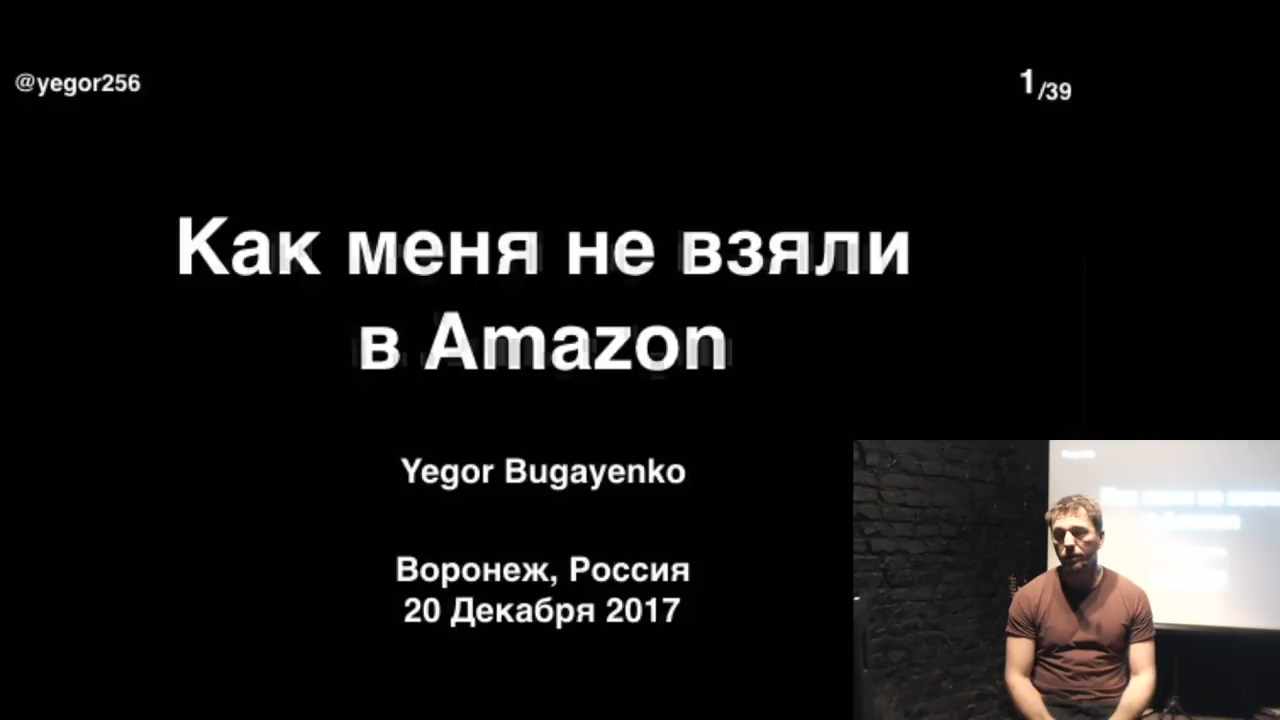 @yegor256
1/39
Как меня не взяли
в Amazon
Yegor Bugayenko
Воронеж, Россия
20 Декабря 2017